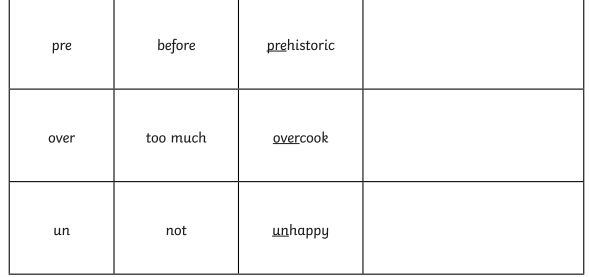 pre before prehistoric
over too much overcook
un not unhappy